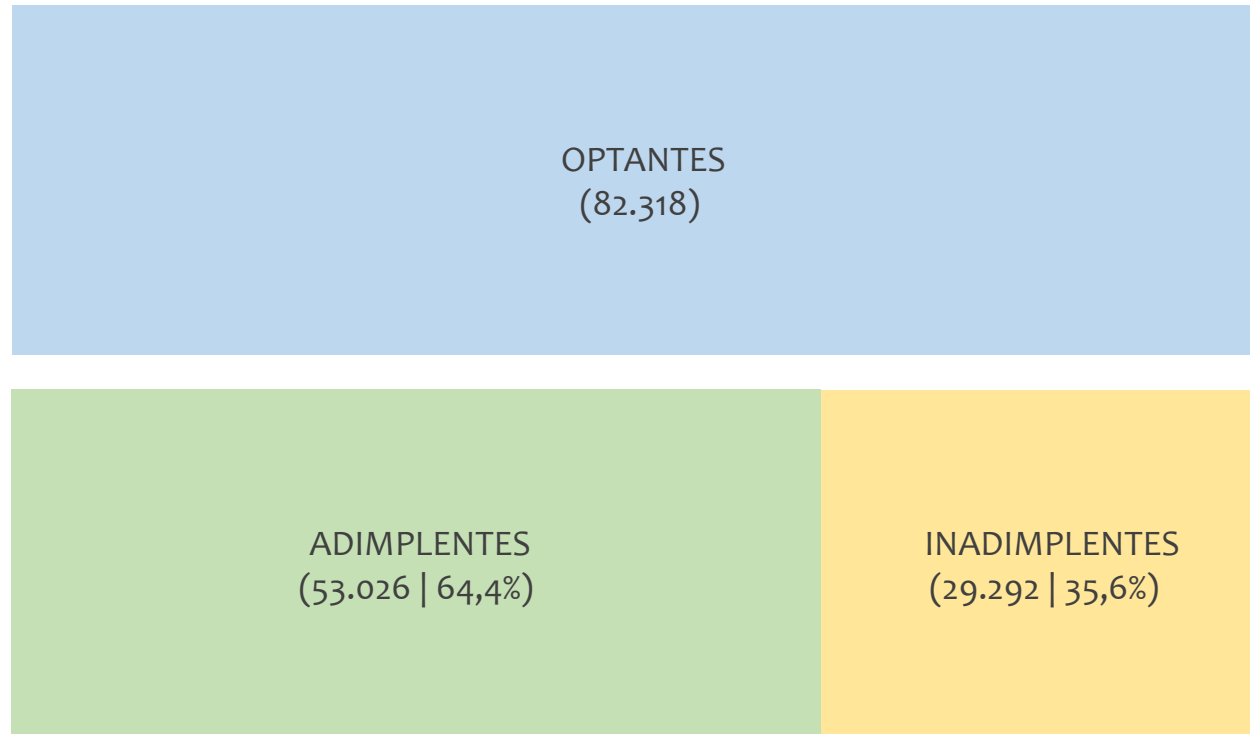 OPTANTES
(82.318)
ADIMPLENTES
(53.026 | 64,4%)
INADIMPLENTES
(29.292 | 35,6%)